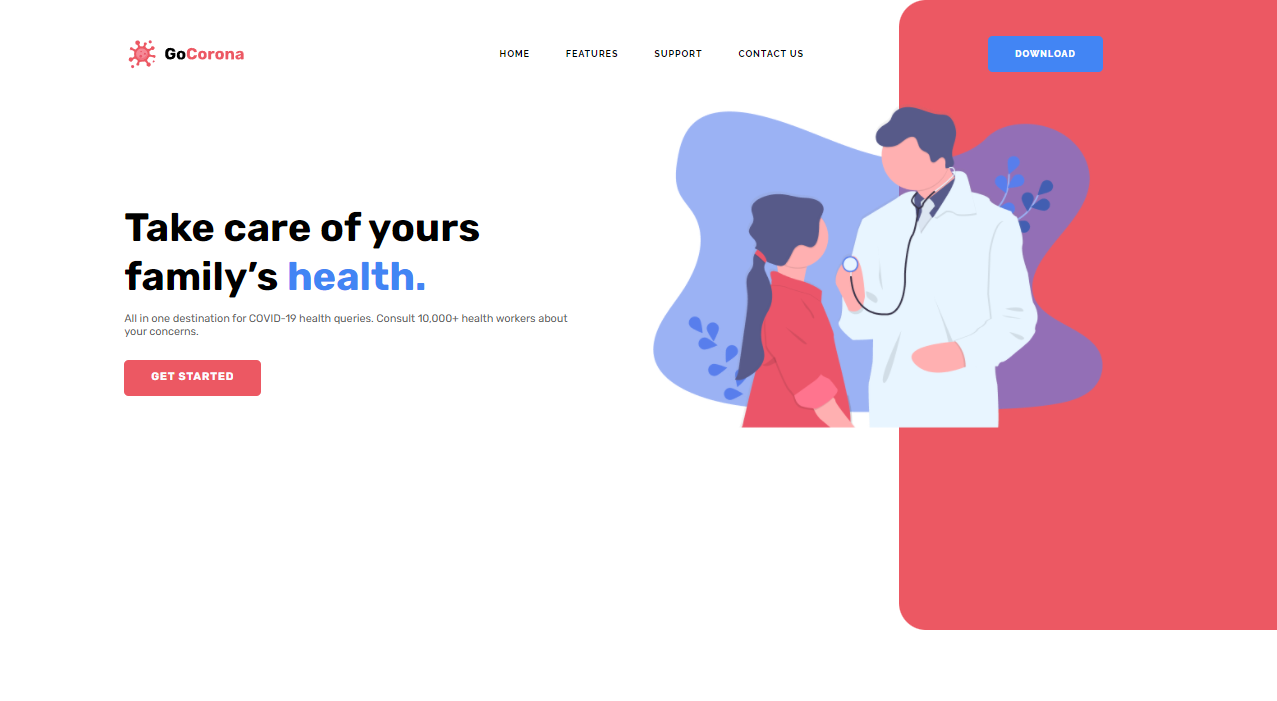 GoCorona
HOME FEATURES SUPPORT CONTACT US
DOWNLOAD
Take care of yours
family’s health.
All in one destination for COVID-19 health queries. Consult 10,000+ health workers about
your concerns.
GET STARTED